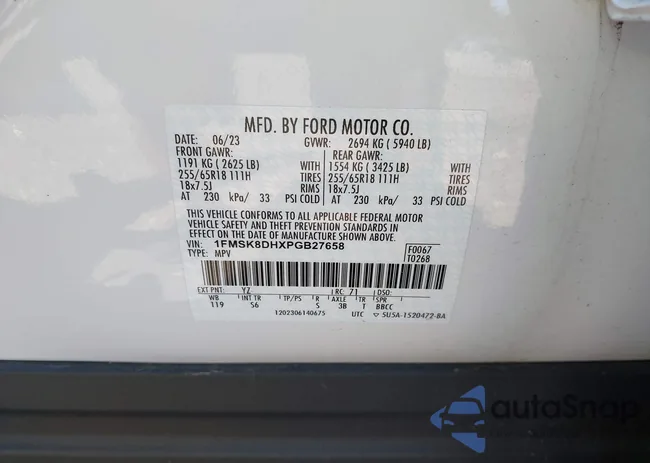 MFD. BY FORD MOTOR CO.
DATE: 06/23 GVWR: 2694 KG ( 5940 LB)
FRONT GAWR: REAR GAWR:
1191 KG ( 2625 LB) WITH 1554 KG ( 3425 LB) WITH
255/65R18 111H TIRES 255/65R18 111H TIRES
18x7.5J RIMS 18x7.5J RIMS
AT 230 kPa/ 33 PSI COLD AT 230 kPa/ 33 PSI COLD
THIS VEHICLE CONFORMS TO ALL APPLICABLE FEDERAL MOTOR
VEHICLE SAFETY AND THEFT PREVENTION STANDARDS IN
EFFECT ON THE DATE OF MANUFACTURE SHOWN ABOVE.
VIN: 1FMSK8DHXPGB27658 F0067
TYPE: MPV T0268
EXT PNT: YZ RC: 71 DSO:
WB INT TR TP/PS R AXLE TR SPR
119 S6 S 3B T BBCC
1202306140675 UTC ▽ 5U5A-1520472-BA
autoSnap